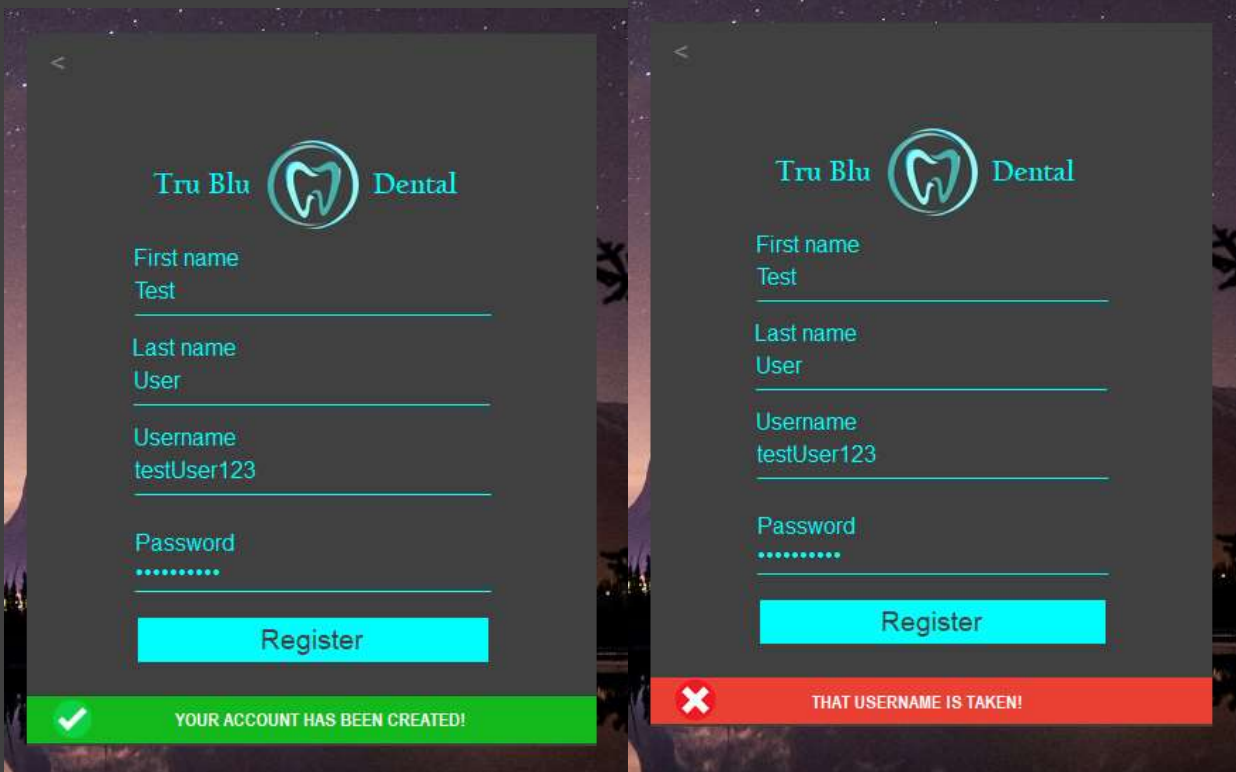 <
Tru Blu Dental
First name
Test
Last name
User
Username
testUser123
Password
••••••••••
Register
YOUR ACCOUNT HAS BEEN CREATED!
<
Tru Blu Dental
First name
Test
Last name
User
Username
testUser123
Password
••••••••••
Register
THAT USERNAME IS TAKEN!